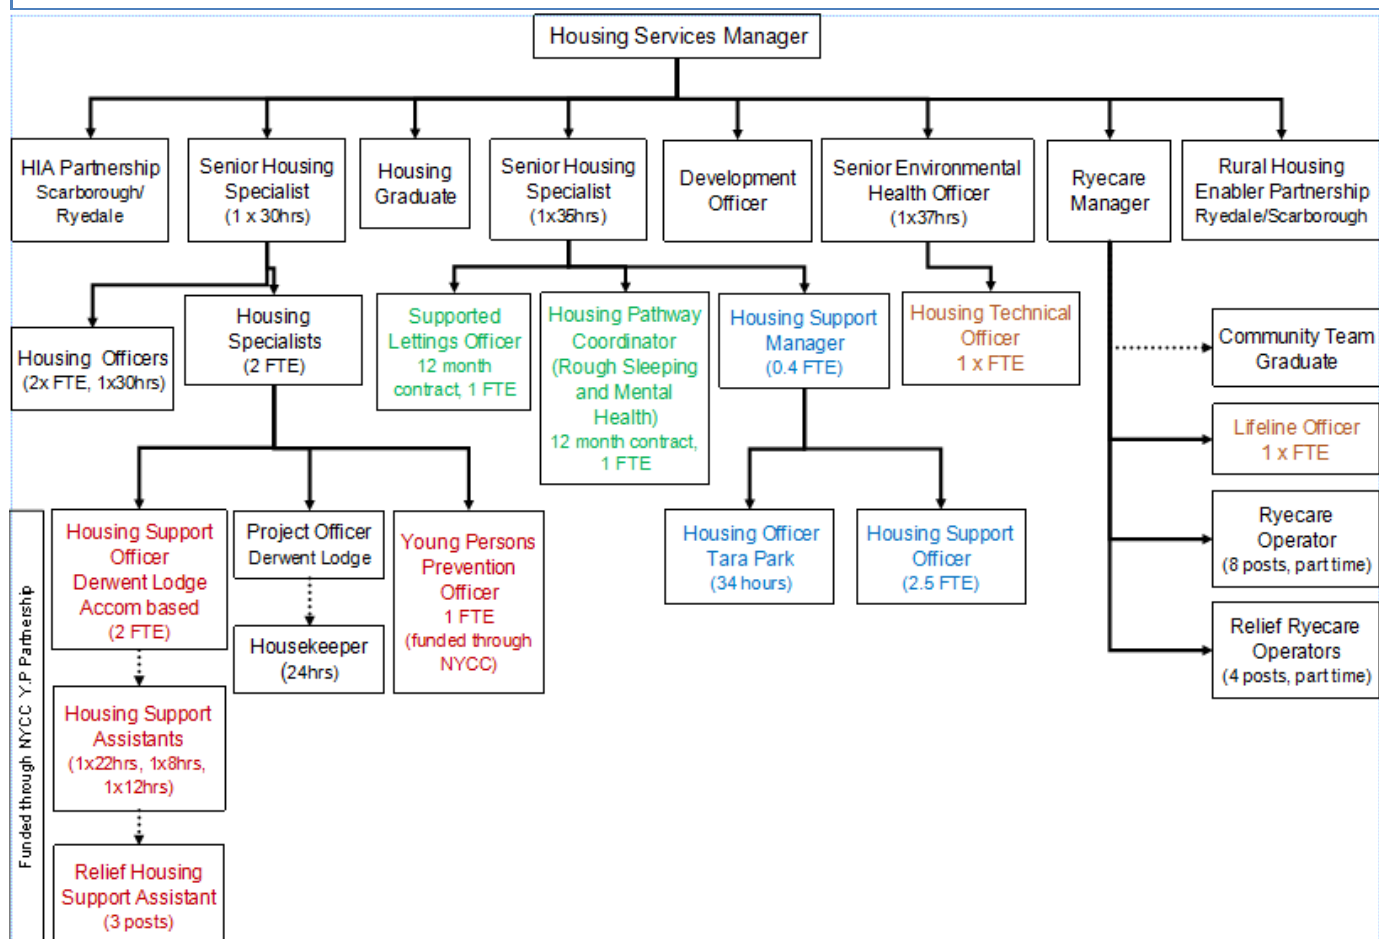 Housing Services Manager
HIA Partnership
Scarborough/
Ryedale
Senior Housing
Specialist
(1 x 30hrs)
Housing
Graduate
Senior Housing
Specialist
(1x35hrs)
Development
Officer
Senior Environmental
Health Officer
(1x37hrs)
Ryecare
Manager
Rural Housing
Enabler Partnership
Ryedale/Scarborough
Housing Officers
(2x FTE, 1x30hrs)
Housing
Specialists
(2 FTE)
Supported
Lettings Officer
12 month
contract, 1 FTE
Housing Pathway
Coordinator
(Rough Sleeping
and Mental
Health)
12 month contract,
1 FTE
Housing Support
Manager
(0.4 FTE)
Housing Technical
Officer
1 x FTE
Community Team
Graduate
Lifeline Officer
1 x FTE
Ryecare
Operator
(8 posts, part time)
Relief Ryecare
Operators
(4 posts, part time)
Funded through NYCC Y.P Partnership
Housing Support
Officer
Derwent Lodge
Accom based
(2 FTE)
Project Officer
Derwent Lodge
Young Persons
Prevention
Officer
1 FTE
(funded through
NYCC)
Housing Officer
Tara Park
(34 hours)
Housing Support
Officer
(2.5 FTE)
Housekeeper
(24hrs)
Housing Support
Assistants
(1x22hrs, 1x8hrs,
1x12hrs)
Relief Housing
Support Assistant
(3 posts)